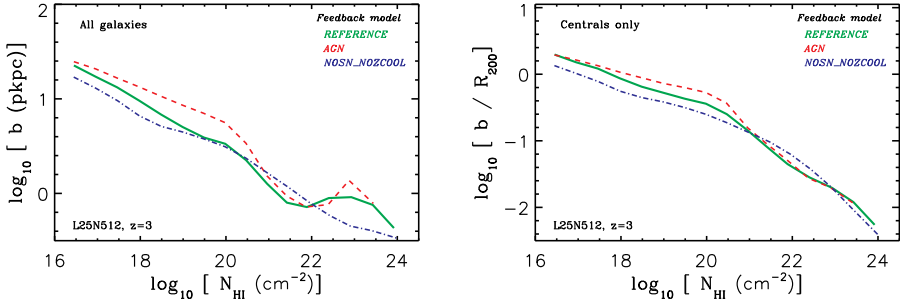 All galaxies
Feedback model
REFERENCE
AGN
NOSN_NOZCOOL
log10 [ b (pkpc)]
2
1
0
L25N512, z=3
16 18 20 22 24
log10 [ NHI (cm−2)]
Centrals only
Feedback model
REFERENCE
AGN
NOSN_NOZCOOL
log10 [ b / R200]
1
0
−1
−2
L25N512, z=3
16 18 20 22 24
log10 [ NHI (cm−2)]